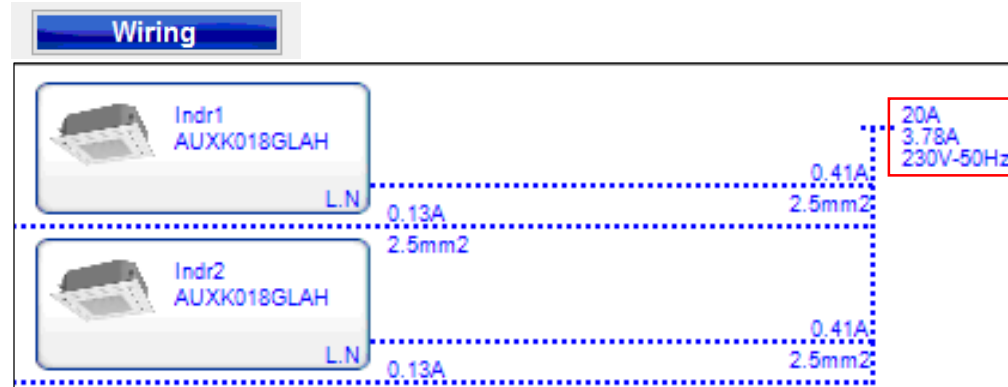 Wiring
Indr1
AUXK018GLAH
L.N
0.13A
2.5mm2
0.41A
2.5mm2
20A
3.78A
230V-50Hz
Indr2
AUXK018GLAH
L.N
0.13A
0.41A
2.5mm2